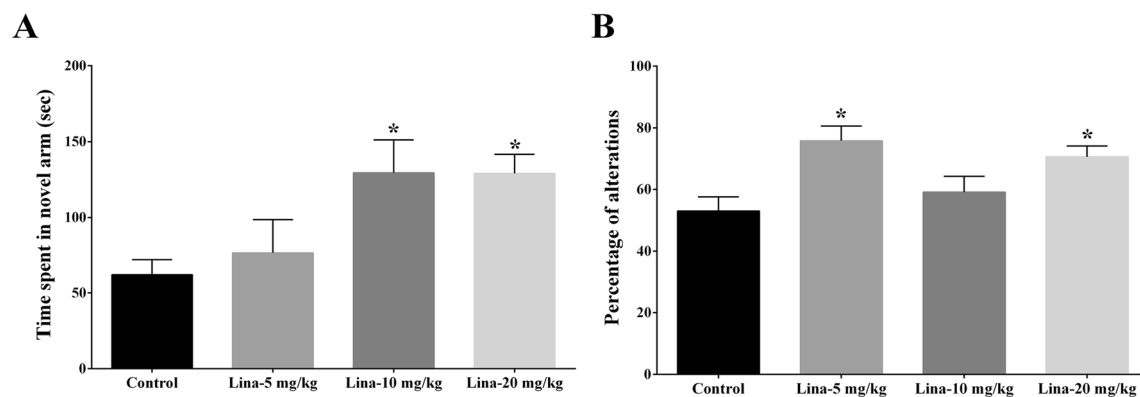 A
B
Time spent in novel arm (sec)
200
150
100
50
0
*
*
Control
Lina-5 mg/kg
Lina-10 mg/kg
Lina-20 mg/kg
Percentage of alterations
100
80
60
40
20
0
*
*
Control
Lina-5 mg/kg
Lina-10 mg/kg
Lina-20 mg/kg